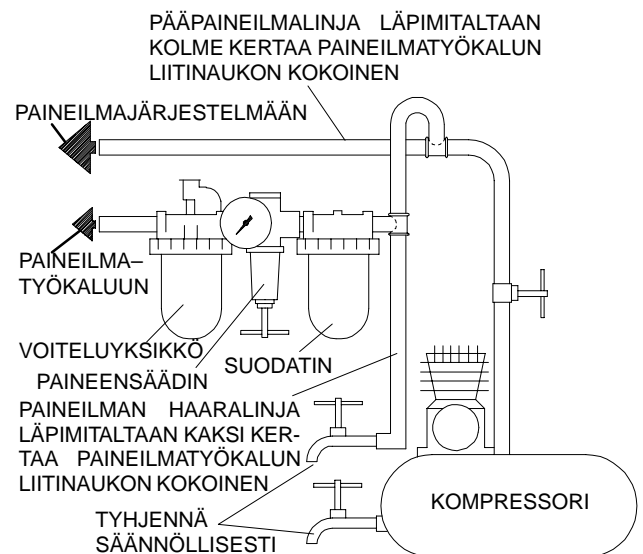 PÄÄPAINEILMALINJA LÄPIMITALTAAN
KOLME KERTAA PAINEILMATYÖKALUN
LIITINAUKON KOKOINEN
PAINEILMAJÄRJESTELMÄÄN
PAINEILMA–
TYÖKALUUN
VOITELUYKSIKKÖ
SUODATIN
PAINEENSÄÄDIN
PAINEILMAN HAARALINJA
LÄPIMITALTAAN KAKSI KER-
TAA PAINEILMATYÖKALUN
LIITINAUKON KOKOINEN
KOMPRESSORI
TYHJENNÄ
SÄÄNNÖLLISESTI